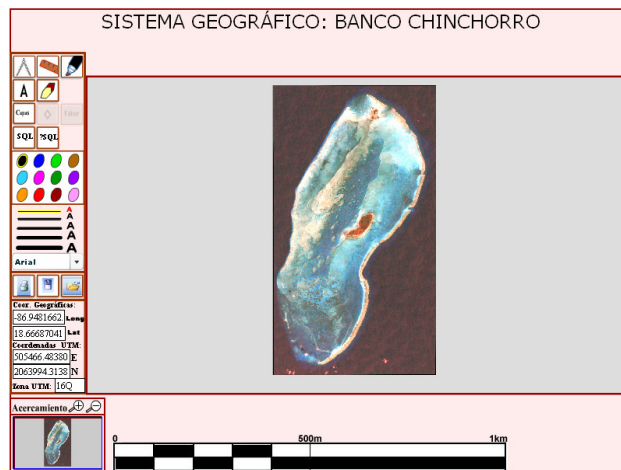 SISTEMA GEOGRÁFICO: BANCO CHINCHORRO
A
Capas
SQL ?SQL
A
A
A
A
A
Arial
Coor. Geográficas:
-86.9481662 Long
18.66687041 Lat
Coordenadas UTM:
505466.48380 E
2063994.3138 N
Zona UTM: 16Q
Acercamiento
0 500m 1km